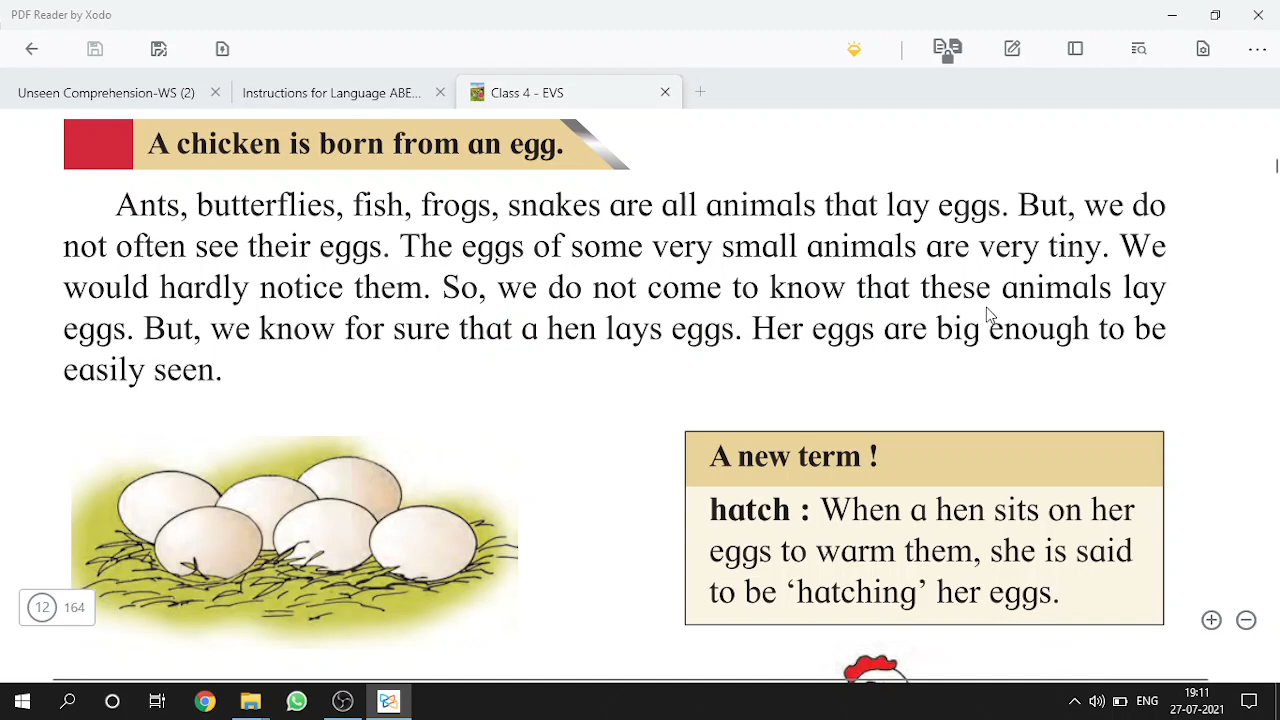 PDF Reader by Xodo
Unseen Comprehension-WS (2)
Instructions for Language ABE...
Class 4 - EVS
A chicken is born from an egg.
Ants, butterflies, fish, frogs, snakes are all animals that lay eggs. But, we do
not often see their eggs. The eggs of some very small animals are very tiny. We
would hardly notice them. So, we do not come to know that these animals lay
eggs. But, we know for sure that a hen lays eggs. Her eggs are big enough to be
easily seen.
A new term !
hatch : When a hen sits on her
eggs to warm them, she is said
to be ‘hatching’ her eggs.
12 164
ENG
19:11
27-07-2021